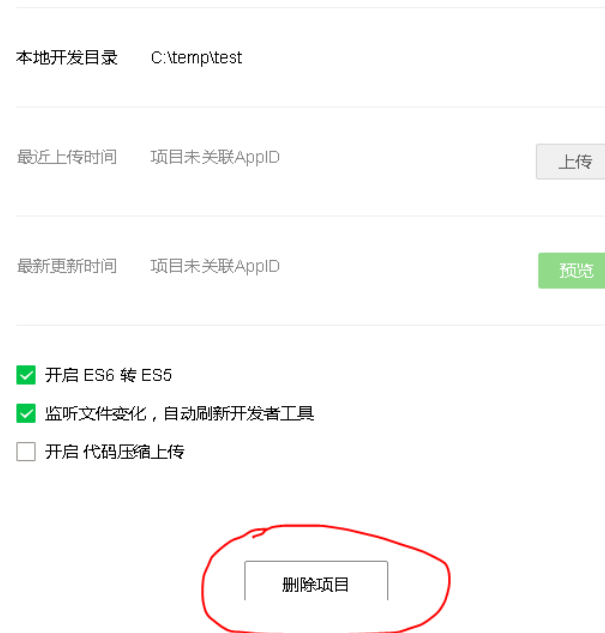 本地开发目录 C:\temp\test
最近上传时间 项目未关联AppID 上传
最新更新时间 项目未关联AppID 预览
开启 ES6 转 ES5
监听文件变化，自动刷新开发者工具
开启 代码压缩上传
删除项目